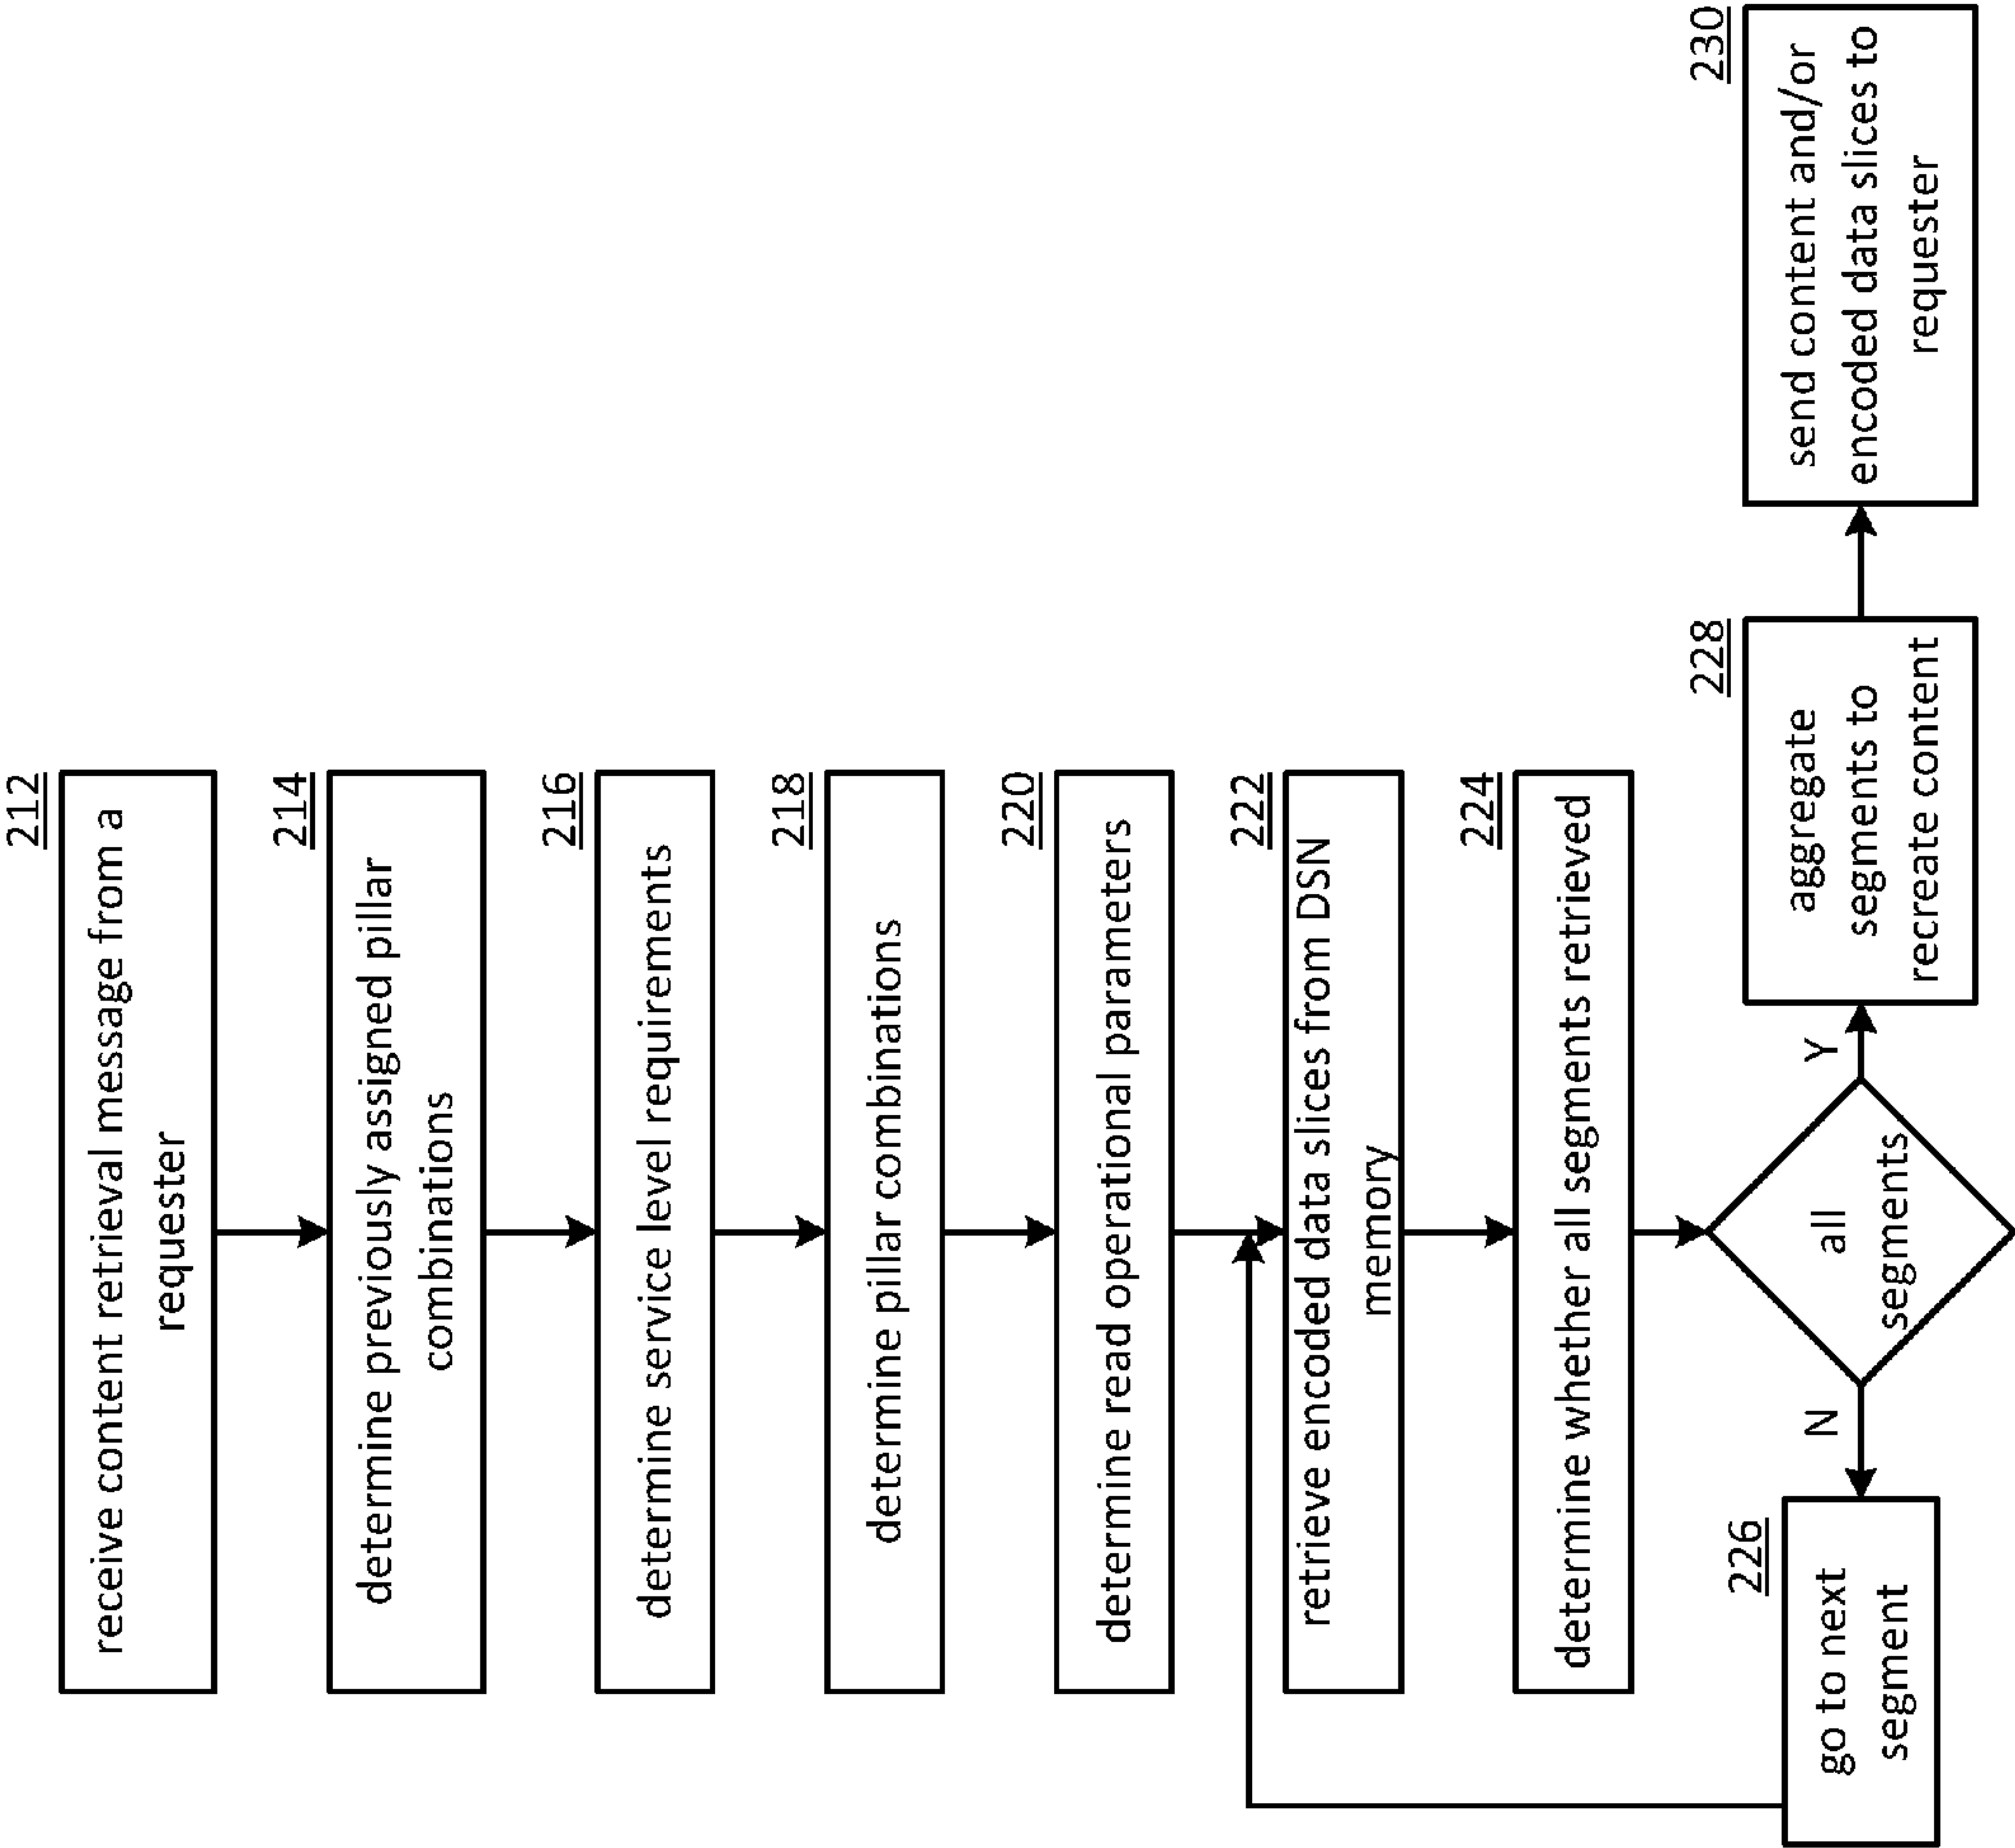 212
receive content retrieval message from a
requester
214
determine previously assigned pillar
combinations
216
determine service level requirements
218
determine pillar combinations
220
determine read operational parameters
222
retrieve encoded data slices from DSN
memory
224
determine whether all segments retrieved
all
segments
N
Y
226
go to next
segment
228
aggregate
segments to
recreate content
230
send content and/or
encoded data slices to
requester